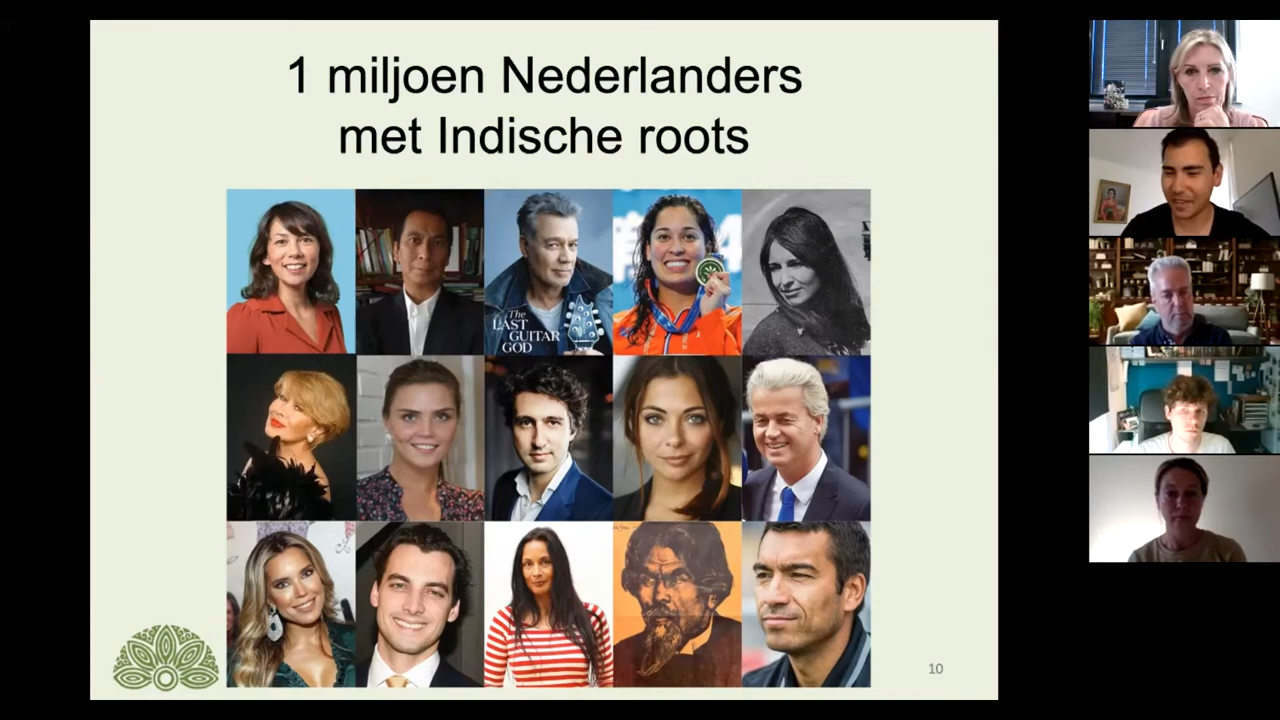 1 miljoen Nederlanders
met Indische roots
The
LAST
GUITAR
GOD
10